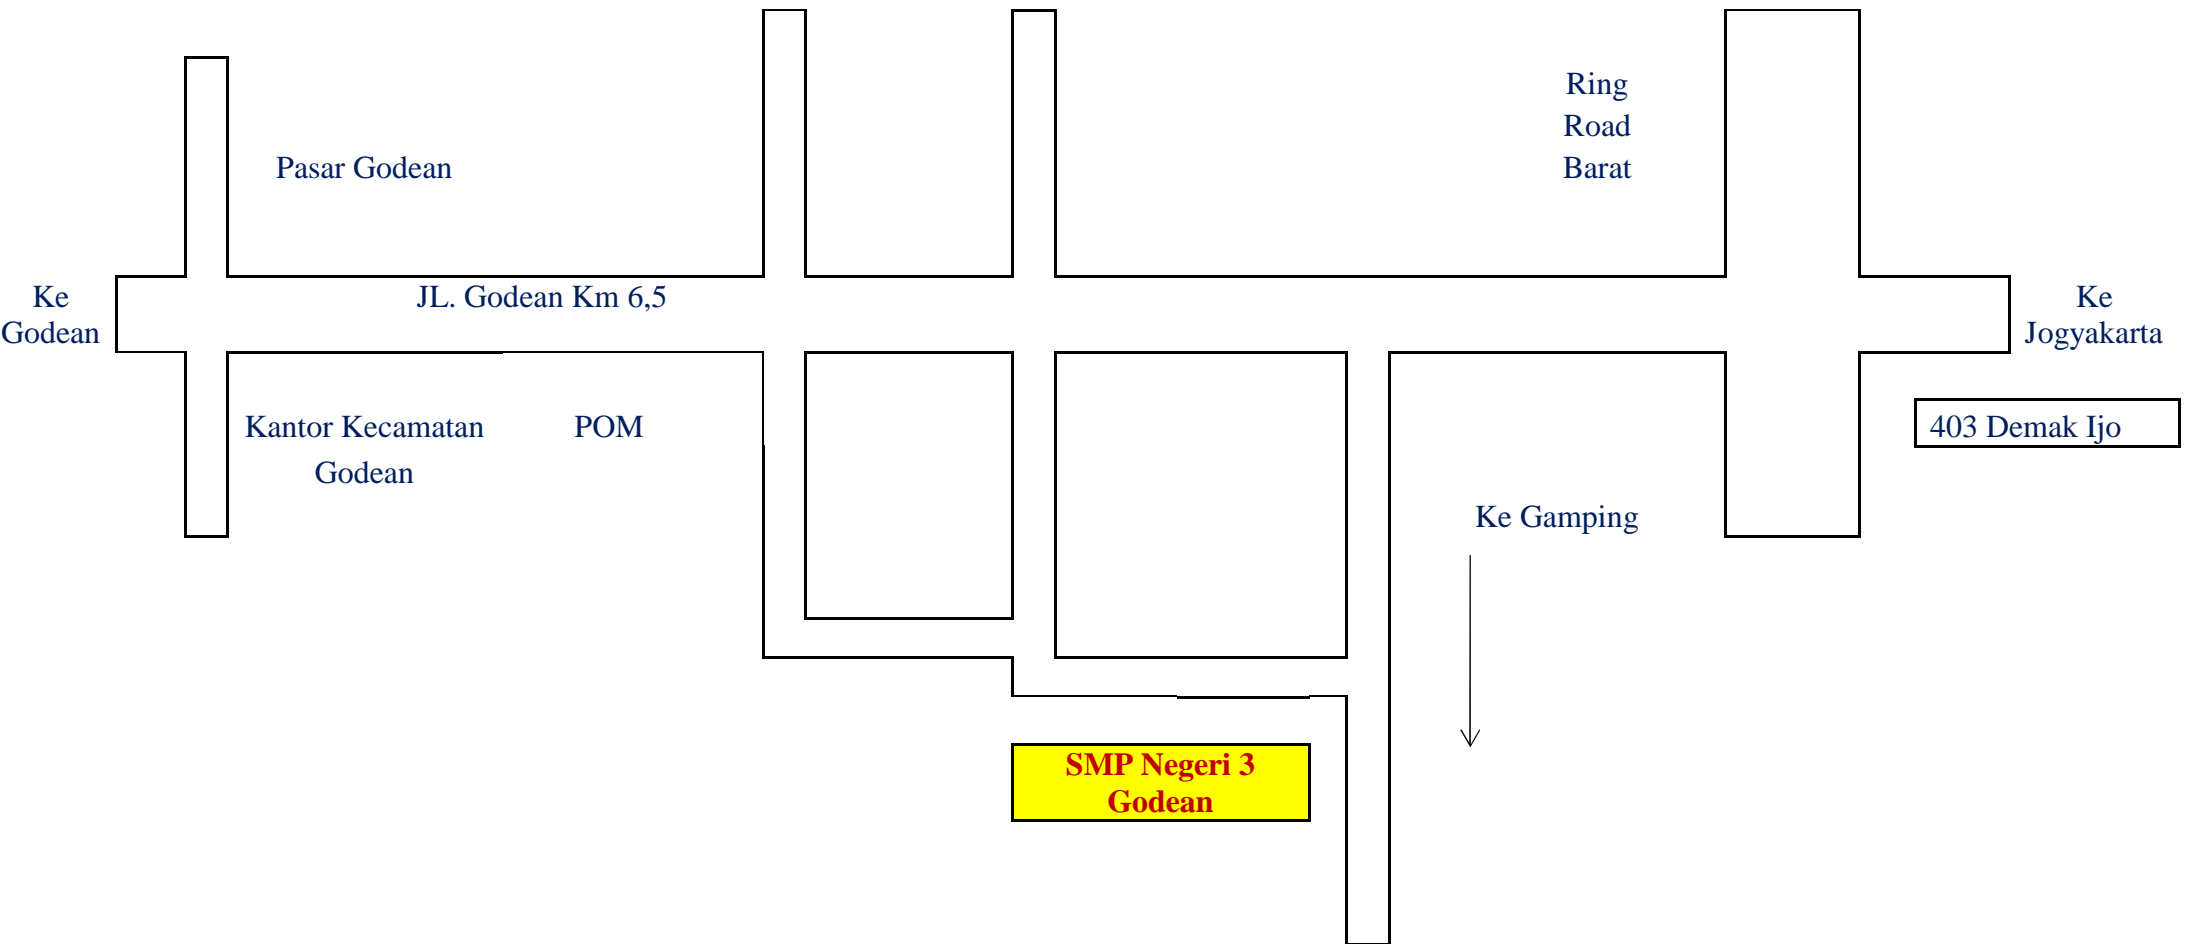 Ring
Road
Barat
Pasar Godean
Ke
Godean
JL. Godean Km 6,5
Ke
Jogyakarta
Kantor Kecamatan
Godean
POM
403 Demak Ijo
Ke Gamping
SMP Negeri 3
Godean